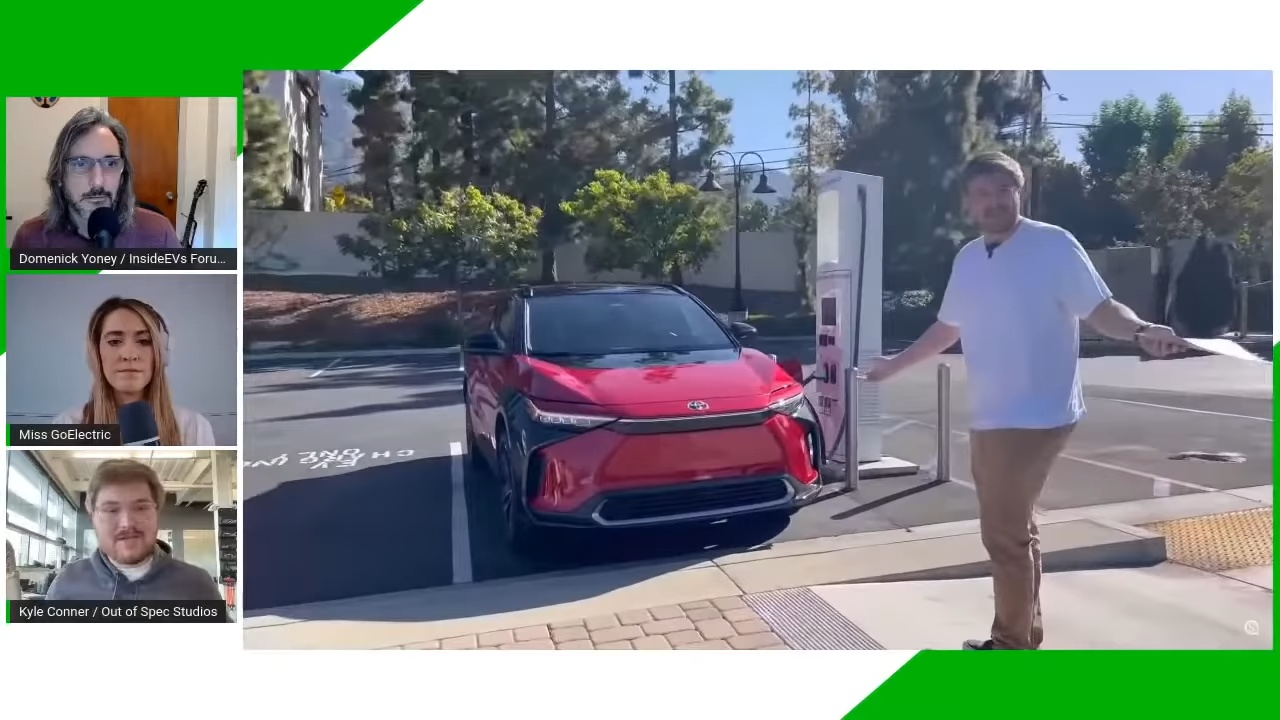 Domenick Yoney / InsideEVs Foru...
Miss GoElectric
Kyle Conner / Out of Spec Studios